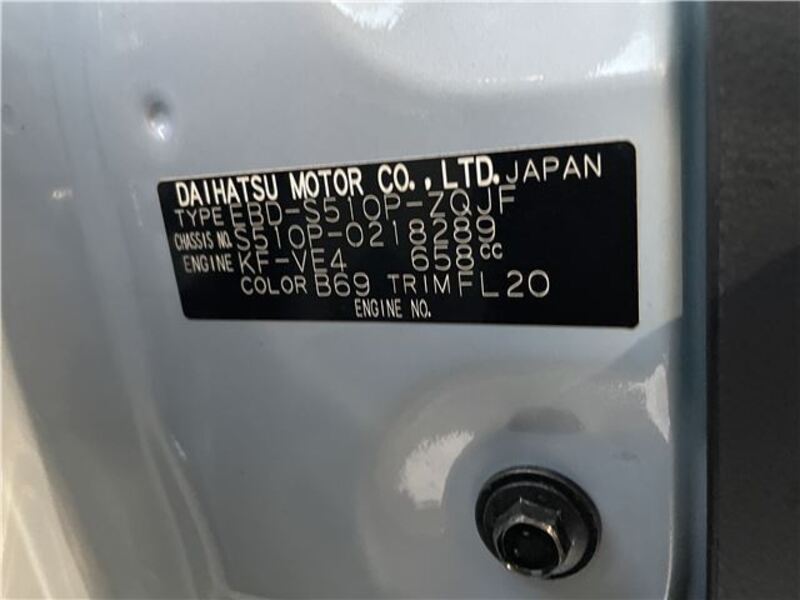 DAIHATSU MOTOR CO.,LTD. JAPAN
TYPE EBD-S510P-ZQJF
CHASSIS NO. S510P-0218289
ENGINE KF-VE4 658cc
COLOR B69 TRIM FL20
ENGINE NO.